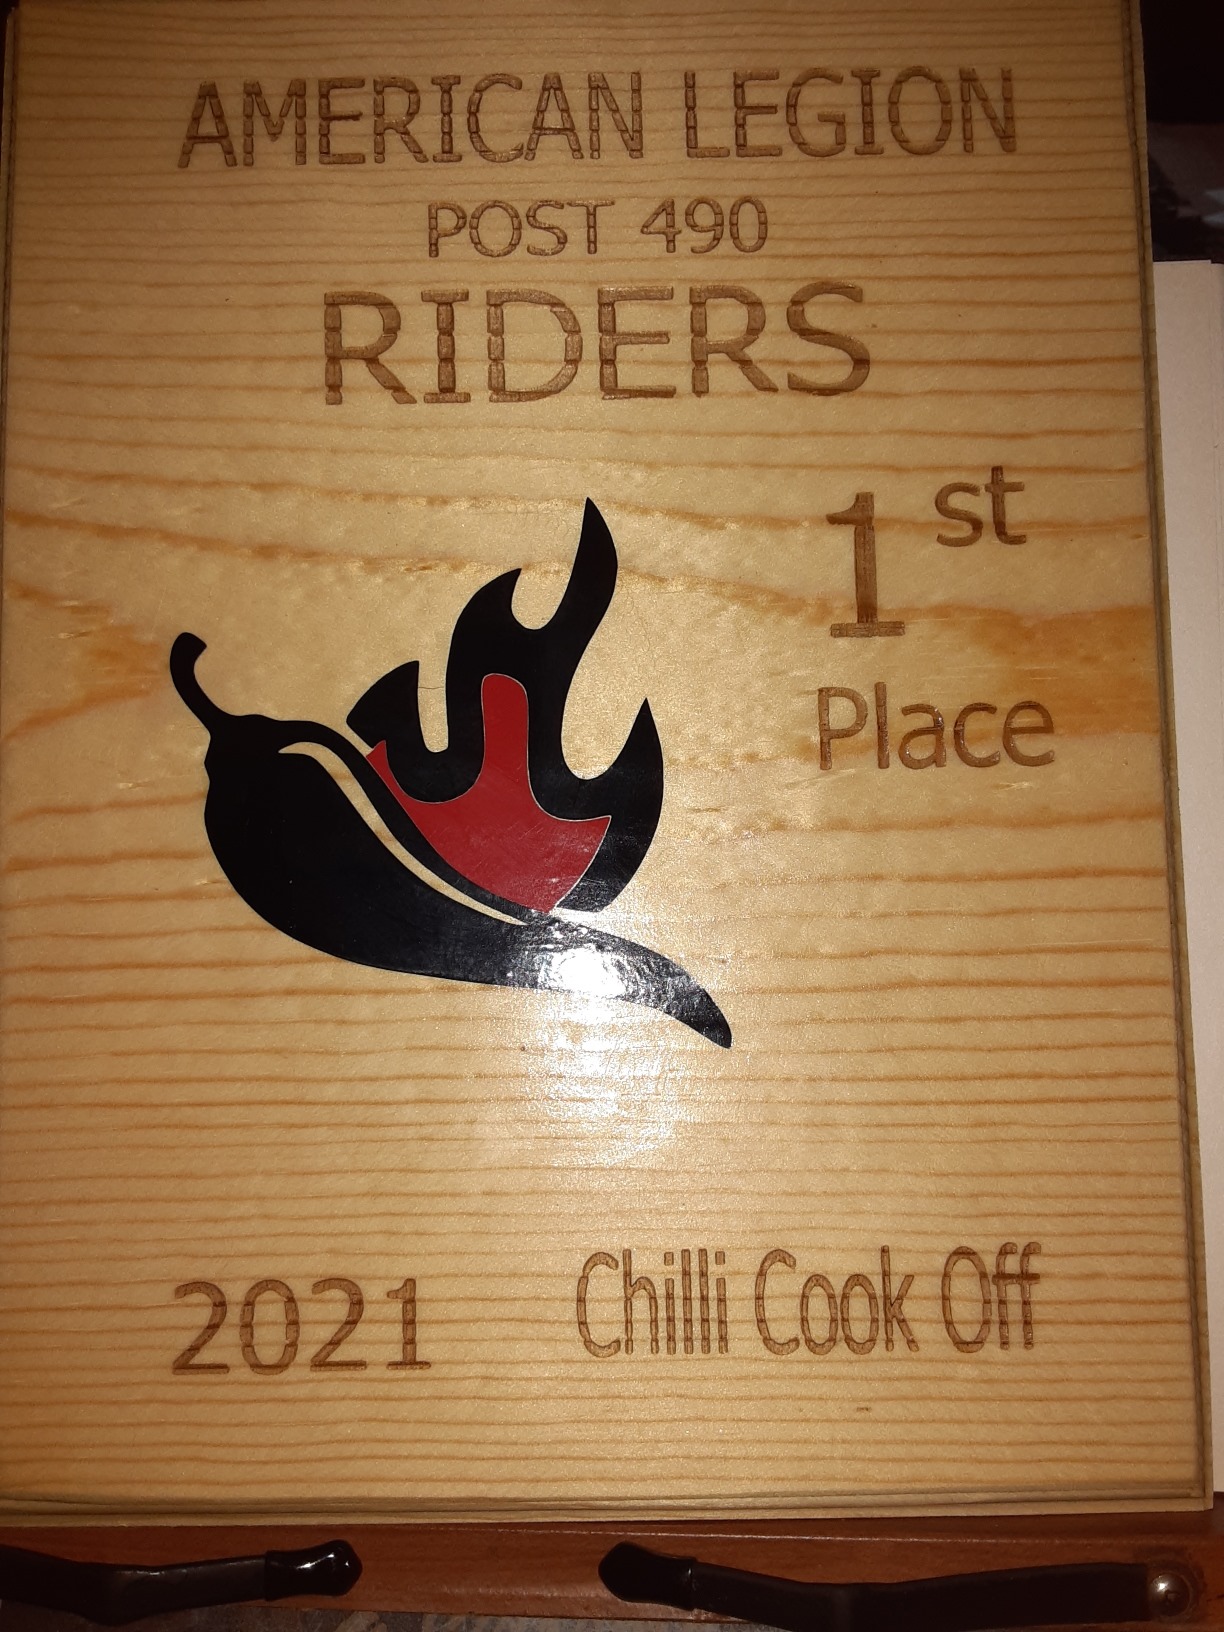 AMERICAN LEGION
POST 490
RIDERS
1st
Place
2021 Chilli Cook Off